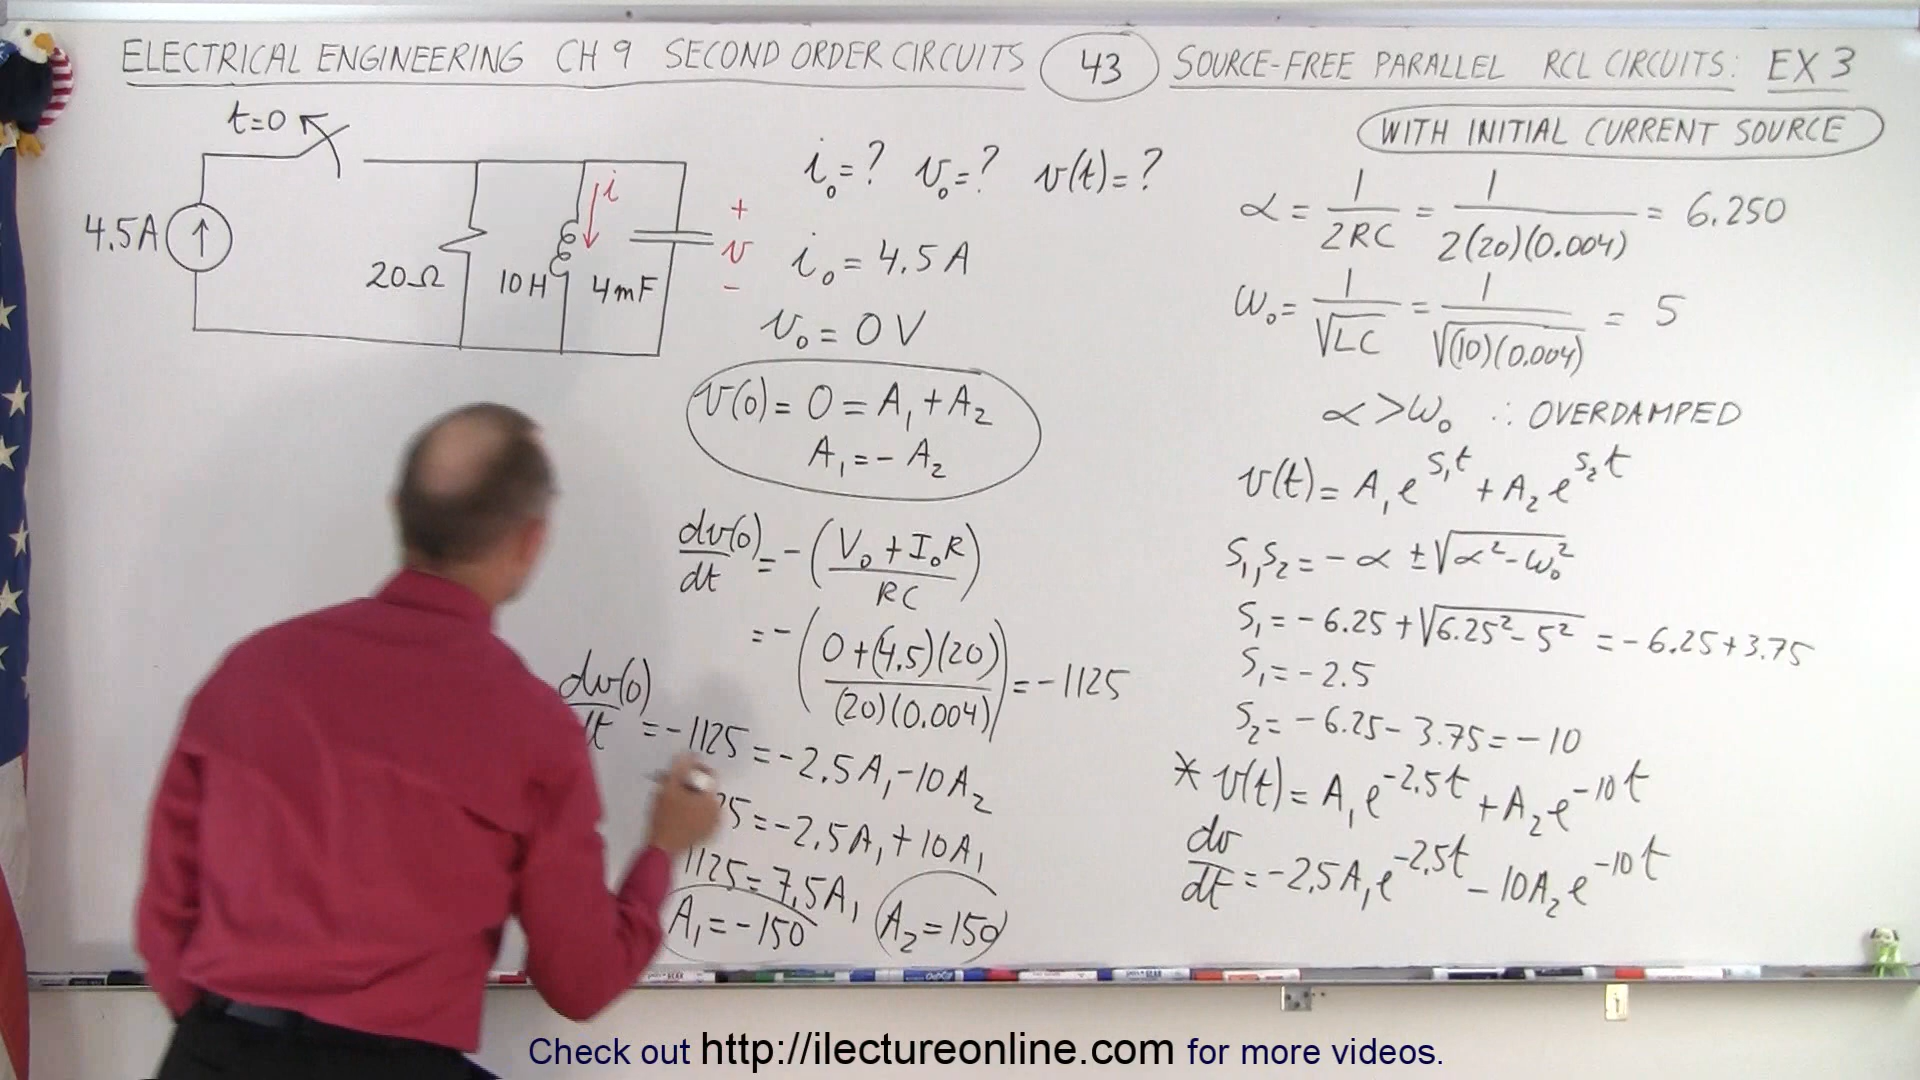 ELECTRICAL ENGINEERING CH 9 SECOND ORDER CIRCUITS 43 SOURCE-FREE PARALLEL RCL CIRCUITS: EX 3
WITH INITIAL CURRENT SOURCE
t=0
4.5A
20Ω
10H
4mF
i
+
v
-
i₀=? v₀=? v(t)=?
i₀ = 4.5 A
v₀ = 0 V
v(0) = 0 = A₁ + A₂
A₁ = - A₂
dv(0)/dt = - (V₀ + I₀R / RC)
= - (0+(4.5)(20) / (20)(0.004)) = -1125
dv(0)/dt = -1125 = -2.5A₁ - 10A₂
25 = -2.5A₁ + 10A₁
1125 = 7.5A₁
A₁ = -150 A₂ = 150
α = 1/2RC = 1/2(20)(0.004) = 6.250
ω₀ = 1/√LC = 1/√(10)(0.004) = 5
α > ω₀ ∴ OVERDAMPED
v(t) = A₁e^s₁t + A₂e^s₂t
S₁,S₂ = -α ± √α² - ω₀²
S₁ = -6.25 + √6.25² - 5² = -6.25 + 3.75
S₁ = -2.5
S₂ = -6.25 - 3.75 = -10
* v(t) = A₁e^-2.5t + A₂e^-10t
dv/dt = -2.5A₁e^-2.5t - 10A₂e^-10t
Check out http://ilectureonline.com for more videos.